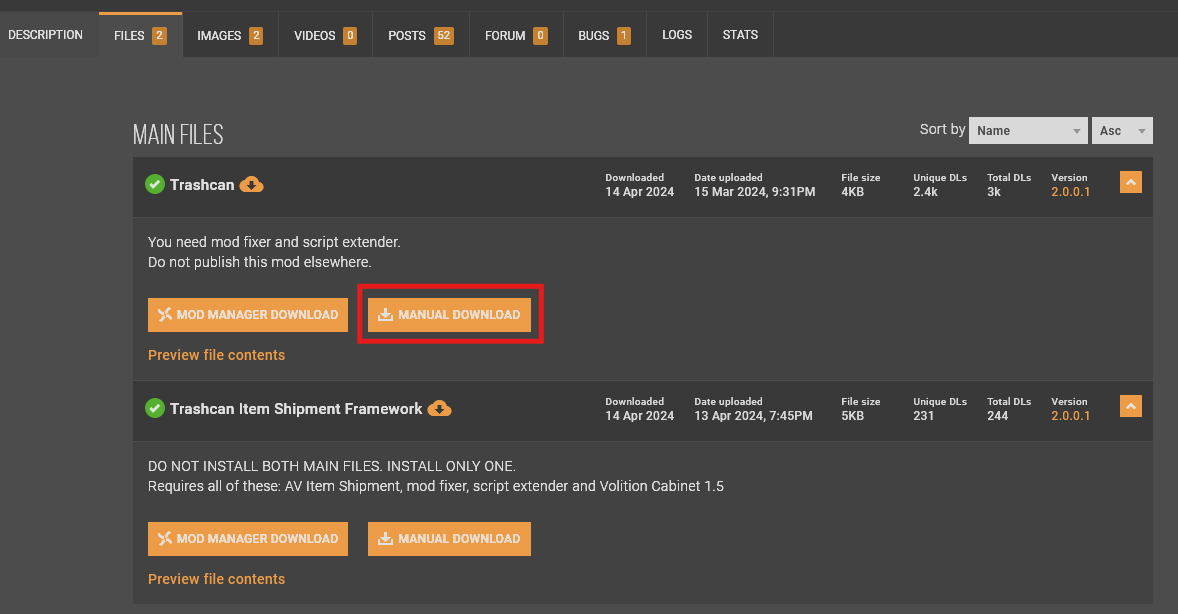 DESCRIPTION FILES 2 IMAGES 2 VIDEOS 0 POSTS 52 FORUM 0 BUGS 1 LOGS STATS
MAIN FILES
Sort by Name Asc
Trashcan
Downloaded Date uploaded File size Unique DLs Total DLs Version
14 Apr 2024 15 Mar 2024, 9:31PM 4KB 2.4k 3k 2.0.0.1
You need mod fixer and script extender.
Do not publish this mod elsewhere.
MOD MANAGER DOWNLOAD MANUAL DOWNLOAD
Preview file contents
Trashcan Item Shipment Framework
Downloaded Date uploaded File size Unique DLs Total DLs Version
14 Apr 2024 13 Apr 2024, 7:45PM 5KB 231 244 2.0.0.1
DO NOT INSTALL BOTH MAIN FILES. INSTALL ONLY ONE.
Requires all of these: AV Item Shipment, mod fixer, script extender and Volition Cabinet 1.5
MOD MANAGER DOWNLOAD MANUAL DOWNLOAD
Preview file contents